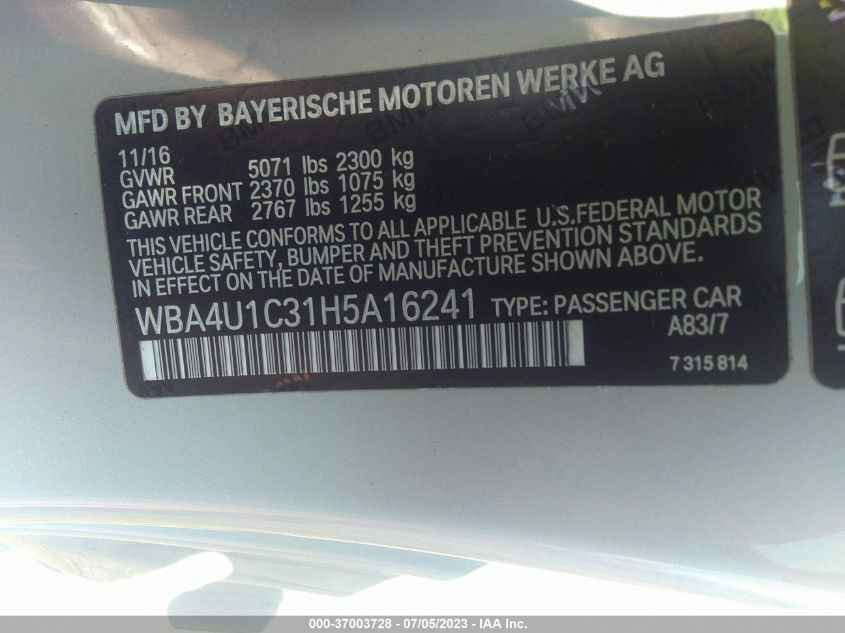 MFD BY BAYERISCHE MOTOREN WERKE AG
11/16
GVWR 5071 lbs 2300 kg
GAWR FRONT 2370 lbs 1075 kg
GAWR REAR 2767 lbs 1255 kg
THIS VEHICLE CONFORMS TO ALL APPLICABLE U.S.FEDERAL MOTOR
VEHICLE SAFETY, BUMPER AND THEFT PREVENTION STANDARDS
IN EFFECT ON THE DATE OF MANUFACTURE SHOWN ABOVE.
WBA4U1C31H5A16241 TYPE: PASSENGER CAR
A83/7
7 315 814
000-37003728 - 07/05/2023 - IAA Inc.